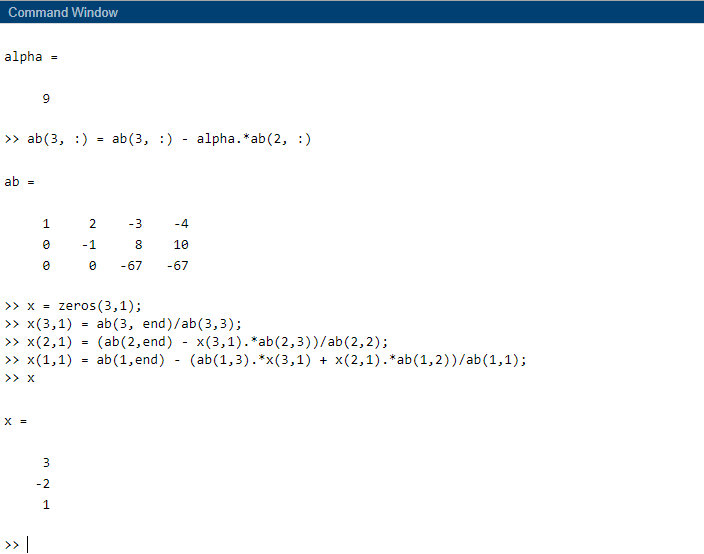 Command Window
alpha =
9
>> ab(3, :) = ab(3, :) - alpha.*ab(2, :)
ab =
1 2 -3 -4
0 -1 8 10
0 0 -67 -67
>> x = zeros(3,1);
>> x(3,1) = ab(3, end)/ab(3,3);
>> x(2,1) = (ab(2,end) - x(3,1).*ab(2,3))/ab(2,2);
>> x(1,1) = ab(1,end) - (ab(1,3).*x(3,1) + x(2,1).*ab(1,2))/ab(1,1);
>> x
x =
3
-2
1
>>